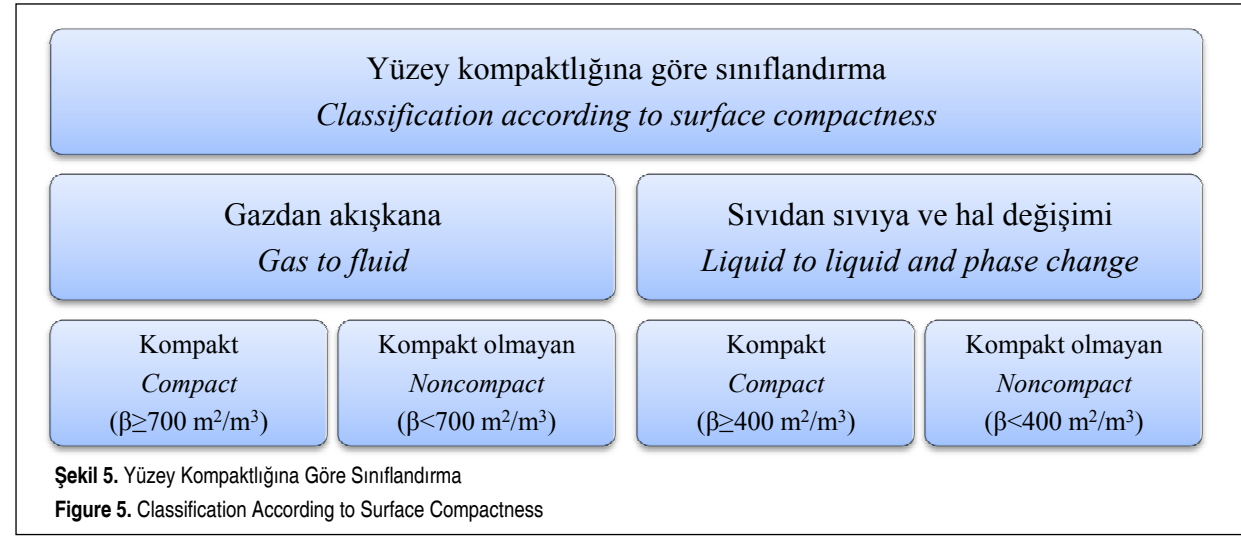 Yüzey kompaktlığına göre sınıflandırma
Classification according to surface compactness
Gazdan akışkana
Gas to fluid
Sıvıdan sıvıya ve hal değişimi
Liquid to liquid and phase change
Kompakt
Compact
(β≥700 m²/m³)
Kompakt olmayan
Noncompact
(β<700 m²/m³)
Kompakt
Compact
(β≥400 m²/m³)
Kompakt olmayan
Noncompact
(β<400 m²/m³)
Şekil 5. Yüzey Kompaktlığına Göre Sınıflandırma
Figure 5. Classification According to Surface Compactness